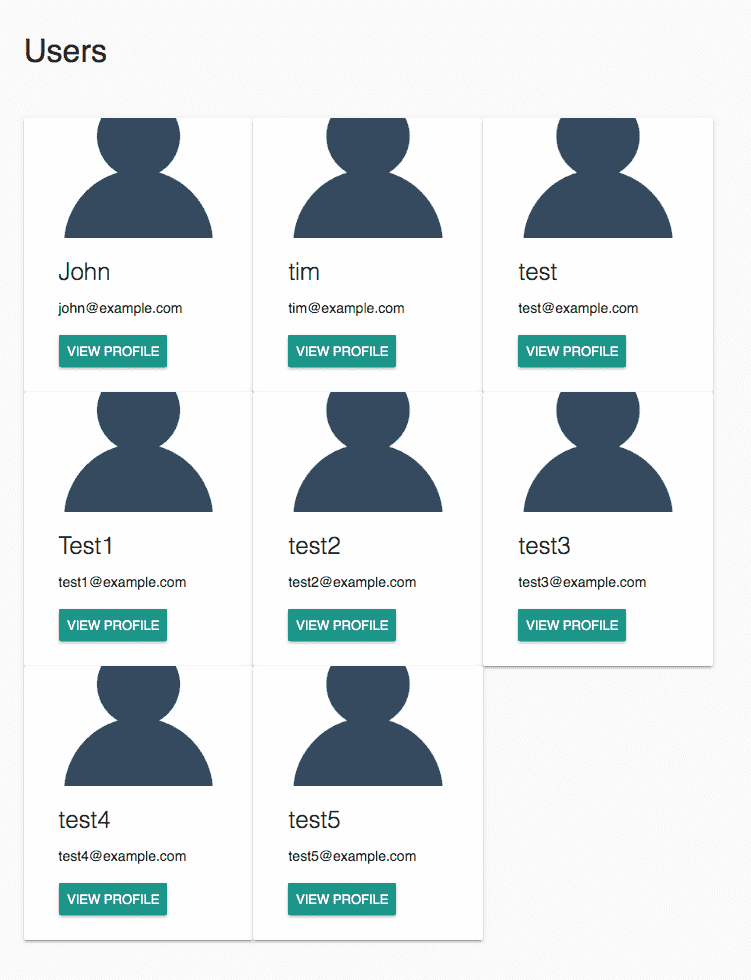 Users
John
john@example.com
VIEW PROFILE
tim
tim@example.com
VIEW PROFILE
test
test@example.com
VIEW PROFILE
Test1
test1@example.com
VIEW PROFILE
test2
test2@example.com
VIEW PROFILE
test3
test3@example.com
VIEW PROFILE
test4
test4@example.com
VIEW PROFILE
test5
test5@example.com
VIEW PROFILE